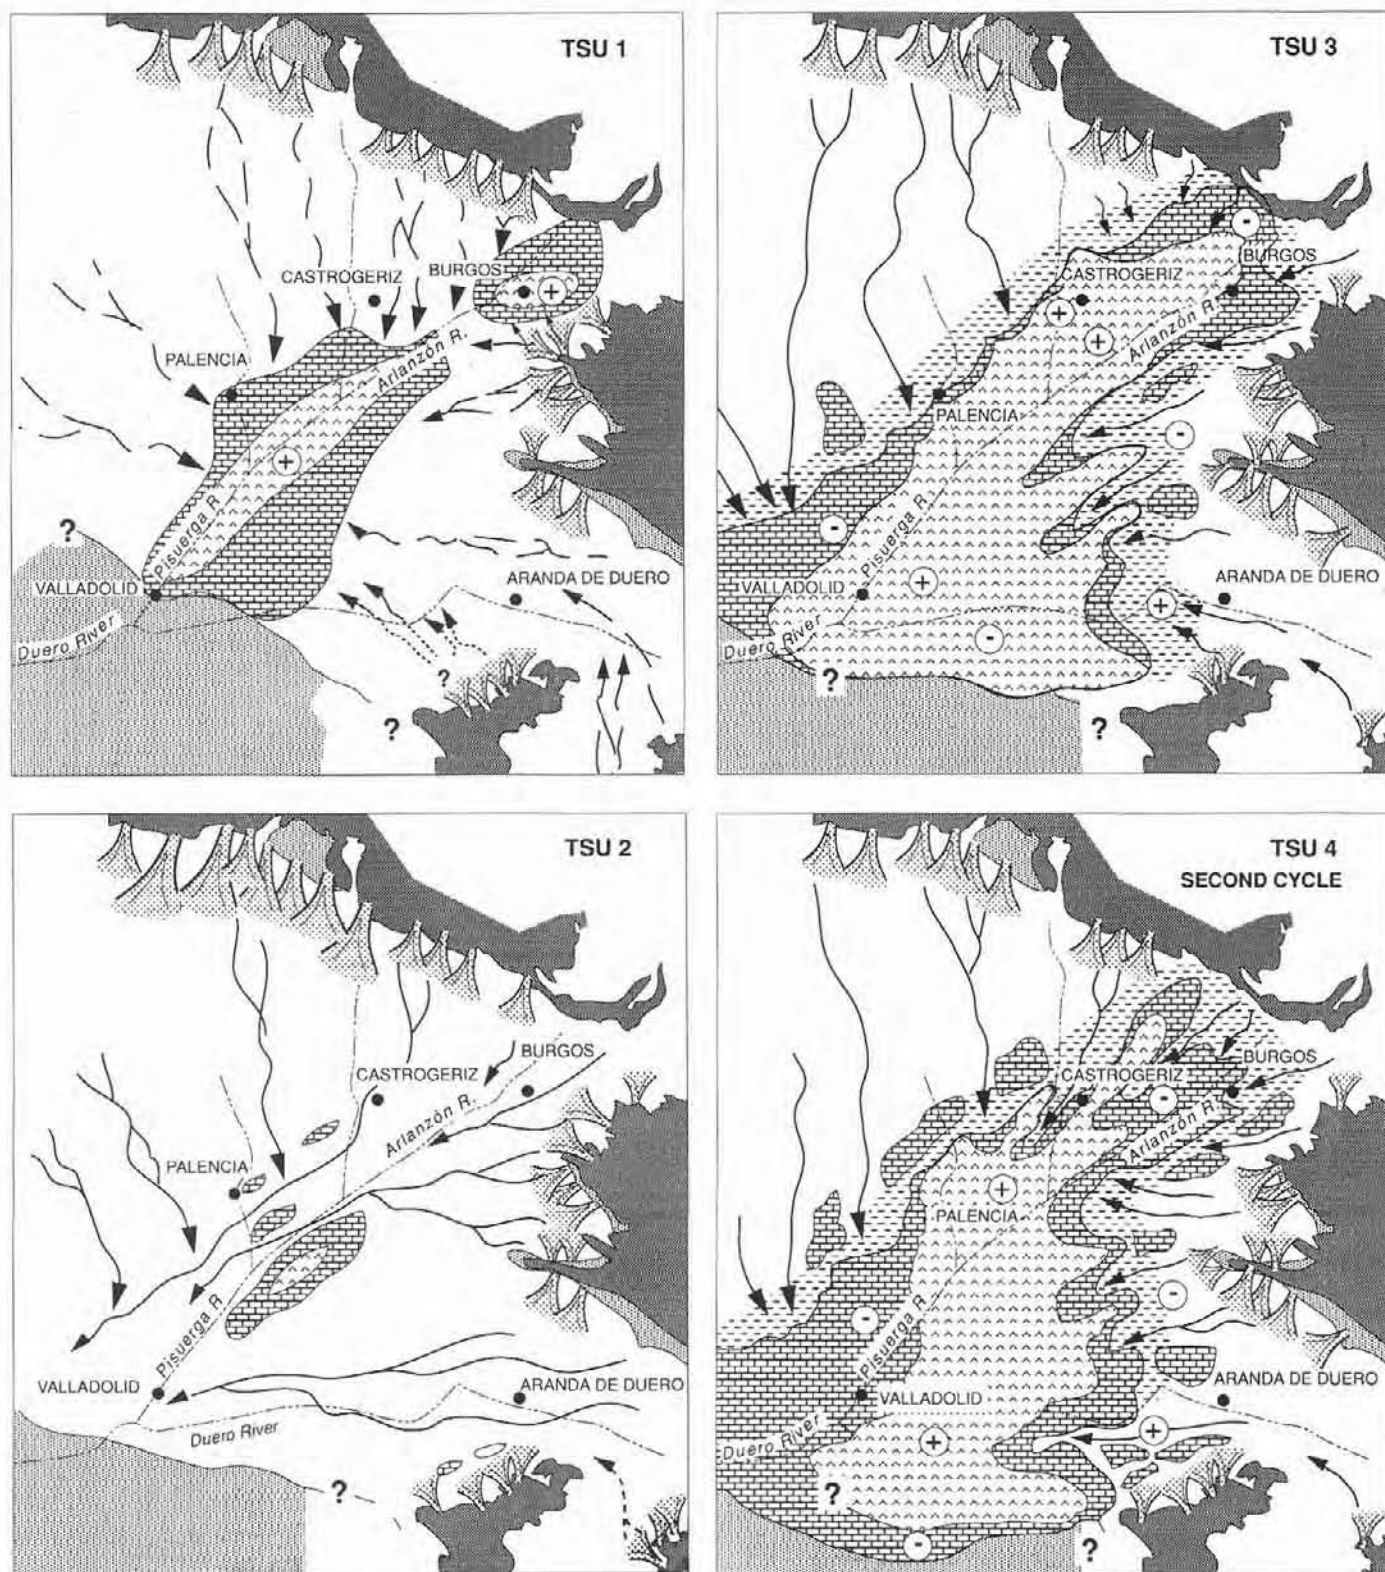 TSU 1
CASTROGERIZ
BURGOS
+
PALENCIA
Arlanzón R.
+
?
Pisuerga R.
VALLADOLID
ARANDA DE DUERO
Duero River
?
?
TSU 3
-
BURGOS
CASTROGERIZ
+
+
Arlanzón R.
PALENCIA
-
-
Pisuerga R.
ARANDA DE DUERO
VALLADOLID
+
+
-
Duero River
?
?
TSU 2
BURGOS
CASTROGERIZ
Arlanzón R.
PALENCIA
Pisuerga R
VALLADOLID
ARANDA DE DUERO
Duero River
?
TSU 4
SECOND CYCLE
BURGOS
CASTROGERIZ
-
Arlanzón R.
+
PALENCIA
-
-
Pisuerga R
ARANDA DE DUERO
VALLADOLID
+
Duero River
+
?
-
?